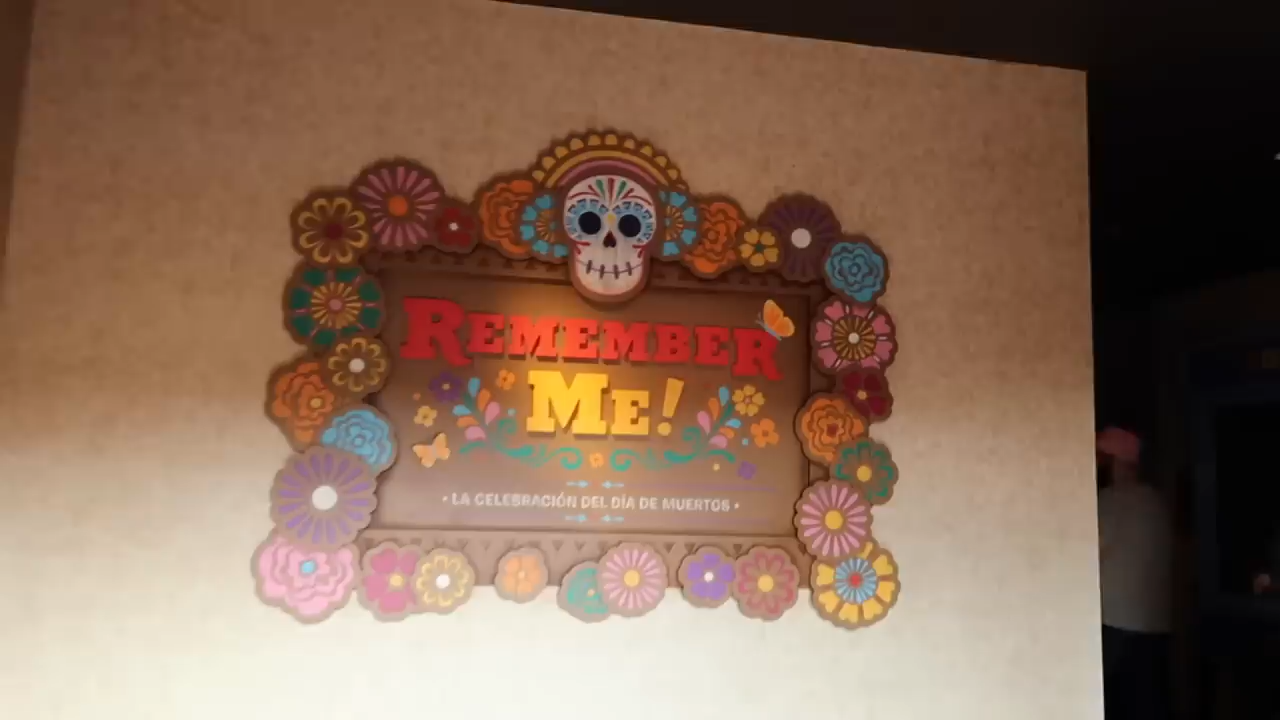 REMEMBER
ME!
• LA CELEBRACIÓN DEL DÍA DE MUERTOS •